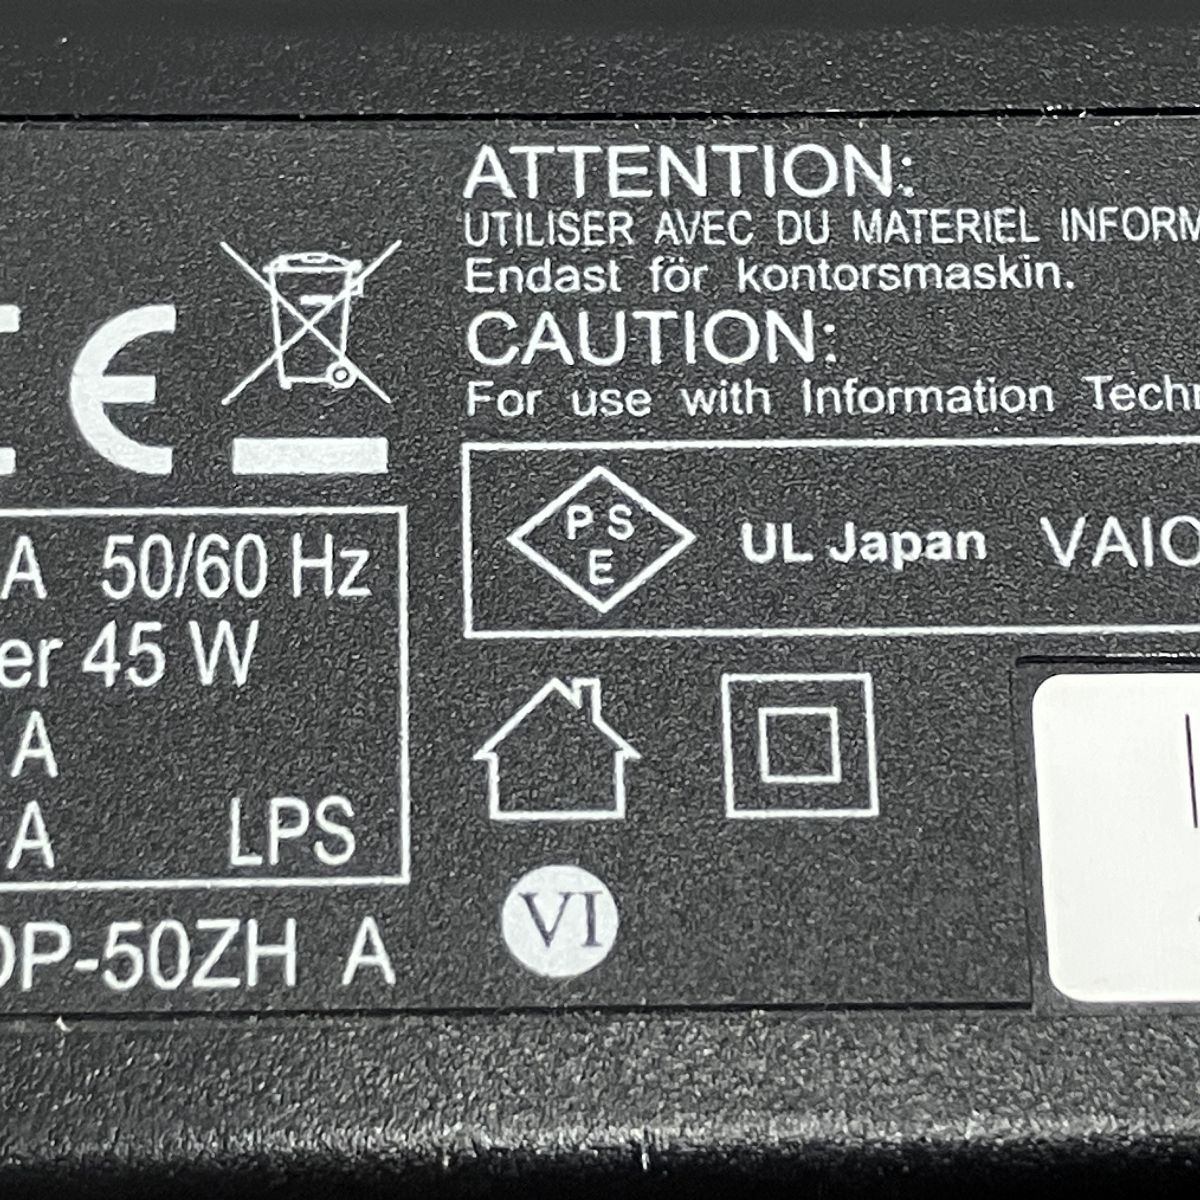 ATTENTION:
UTILISER AVEC DU MATERIEL INFORM
Endast för kontorsmaskin.
CAUTION:
For use with Information Techn
CE
P S
E
UL Japan VAIO
A 50/60 Hz
er 45 W
A
A LPS
VI
DP-50ZH A